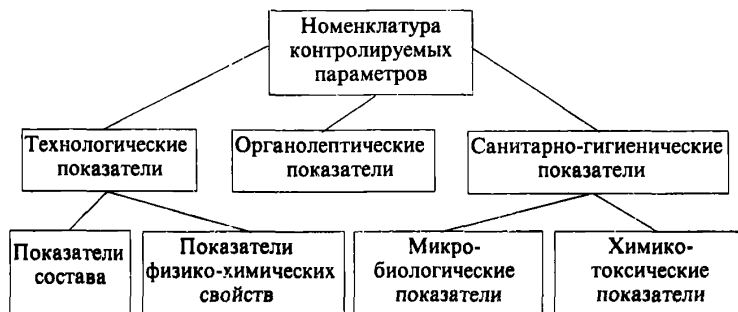 Номенклатура
контролируемых
параметров
Технологические
показатели
Органолептические
показатели
Санитарно-гигиенические
показатели
Показатели
состава
Показатели
физико-химических
свойств
Микро-
биологические
показатели
Химико-
токсические
показатели